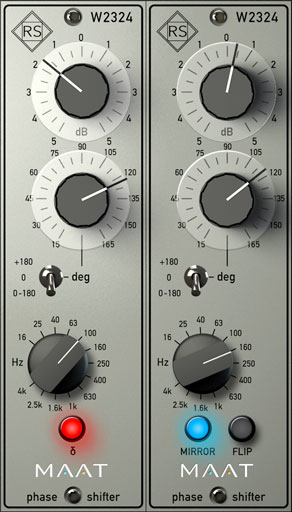 RS W2324
0
1 1
2 2
3 3
4 4
5 dB 5
90
75 105
60 120
45 135
30 150
15 165
deg
+180
0
0~180
40 63
25 100
16 160
Hz 250
4k 630
2.5k 1k
1.6k
δ
MAAT
phase shifter
RS W2324
0
1 1
2 2
3 3
4 4
5 dB 5
90
75 105
60 120
45 135
30 150
15 165
deg
+180
0
0~180
40 63
25 100
16 160
Hz 250
4k 630
2.5k 1k
1.6k
MIRROR FLIP
MAAT
phase shifter